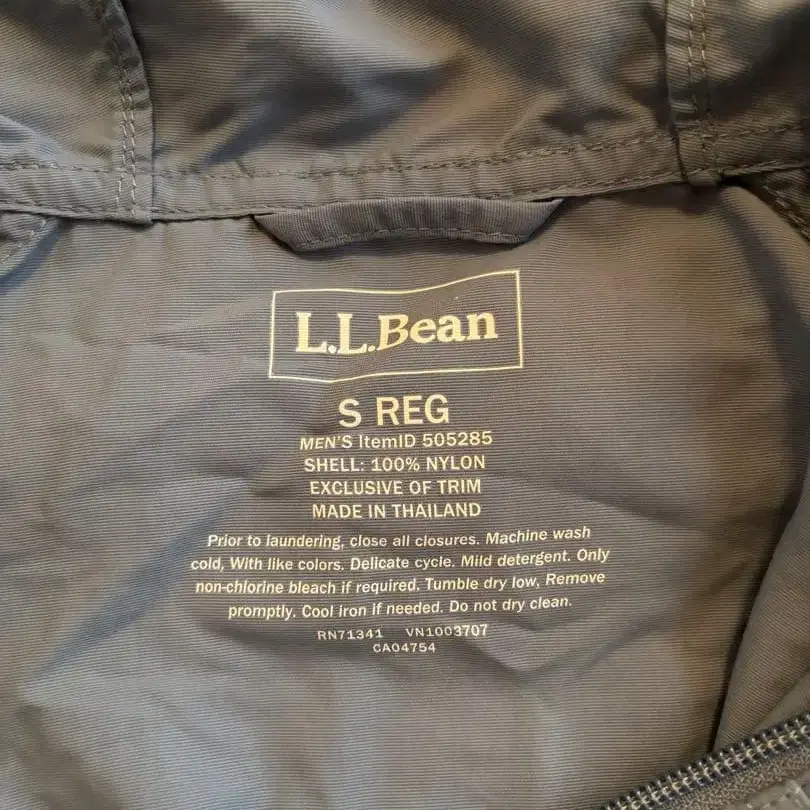 L.L.Bean
S REG
MEN'S ItemID 505285
SHELL: 100% NYLON
EXCLUSIVE OF TRIM
MADE IN THAILAND
Prior to laundering, close all closures. Machine wash
cold, With like colors. Delicate cycle. Mild detergent. Only
non-chlorine bleach if required. Tumble dry low, Remove
promptly. Cool iron if needed. Do not dry clean.
RN71341 VN1003707
CA04754